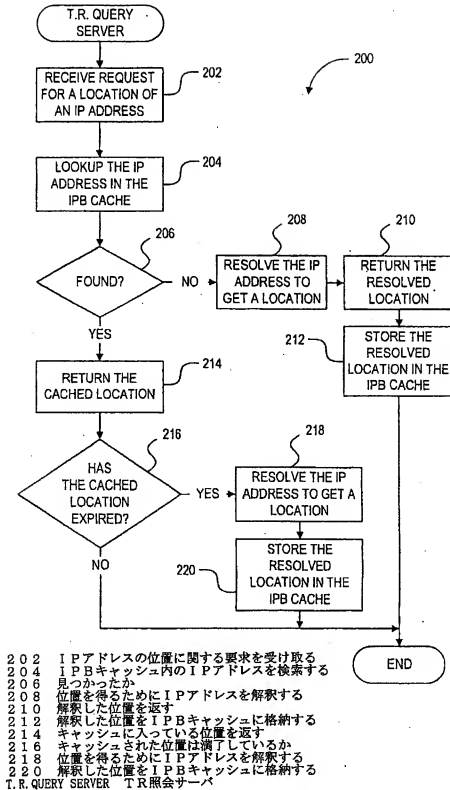 T.R. QUERY
SERVER
200
RECEIVE REQUEST
FOR A LOCATION OF
AN IP ADDRESS
202
LOOKUP THE IP
ADDRESS IN THE
IPB CACHE
204
206
FOUND?
NO
YES
208
RESOLVE THE IP
ADDRESS TO
GET A LOCATION
210
RETURN THE
RESOLVED
LOCATION
212
STORE THE
RESOLVED
LOCATION IN THE
IPB CACHE
RETURN THE
CACHED LOCATION
214
216
HAS
THE CACHED
LOCATION
EXPIRED?
YES
NO
218
RESOLVE THE IP
ADDRESS TO GET A
LOCATION
220
STORE THE
RESOLVED
LOCATION IN THE
IPB CACHE
END
202 IPアドレスの位置に関する要求を受け取る
204 IPBキャッシュ内のIPアドレスを検索する
206 見つかったか
208 位置を得るためにIPアドレスを解釈する
210 解釈した位置を返す
212 解釈した位置をIPBキャッシュに格納する
214 キャッシュに入っている位置を返す
216 キャッシュされた位置は満了しているか
218 位置を得るためにIPアドレスを解釈する
220 解釈した位置をIPBキャッシュに格納する
T.R. QUERY SERVER TR照会サーバ